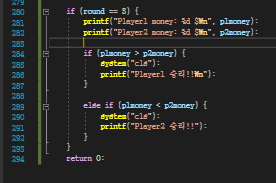 279
280 if (round == 8) {
281 printf("Player1 money: %d $₩n", p1money);
282 printf("Player2 money: %d $₩n", p2money);
283
284 if (p1money > p2money) {
285 system("cls");
286 printf("Player1 승리!!₩n");
287 }
288
289 else if (p1money < p2money) {
290 system("cls");
291 printf("Player2 승리!!");
292 }
293 }
294 return 0;